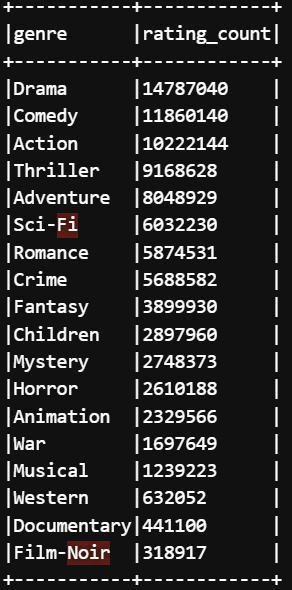 +-----------+------------+
|genre      |rating_count|
+-----------+------------+
|Drama      |14787040    |
|Comedy     |11860140    |
|Action     |10222144    |
|Thriller   |9168628     |
|Adventure  |8048929     |
|Sci-Fi     |6032230     |
|Romance    |5874531     |
|Crime      |5688582     |
|Fantasy    |3899930     |
|Children   |2897960     |
|Mystery    |2748373     |
|Horror     |2610188     |
|Animation  |2329566     |
|War        |1697649     |
|Musical    |1239223     |
|Western    |632052      |
|Documentary|441100      |
|Film-Noir  |318917      |
+-----------+------------+